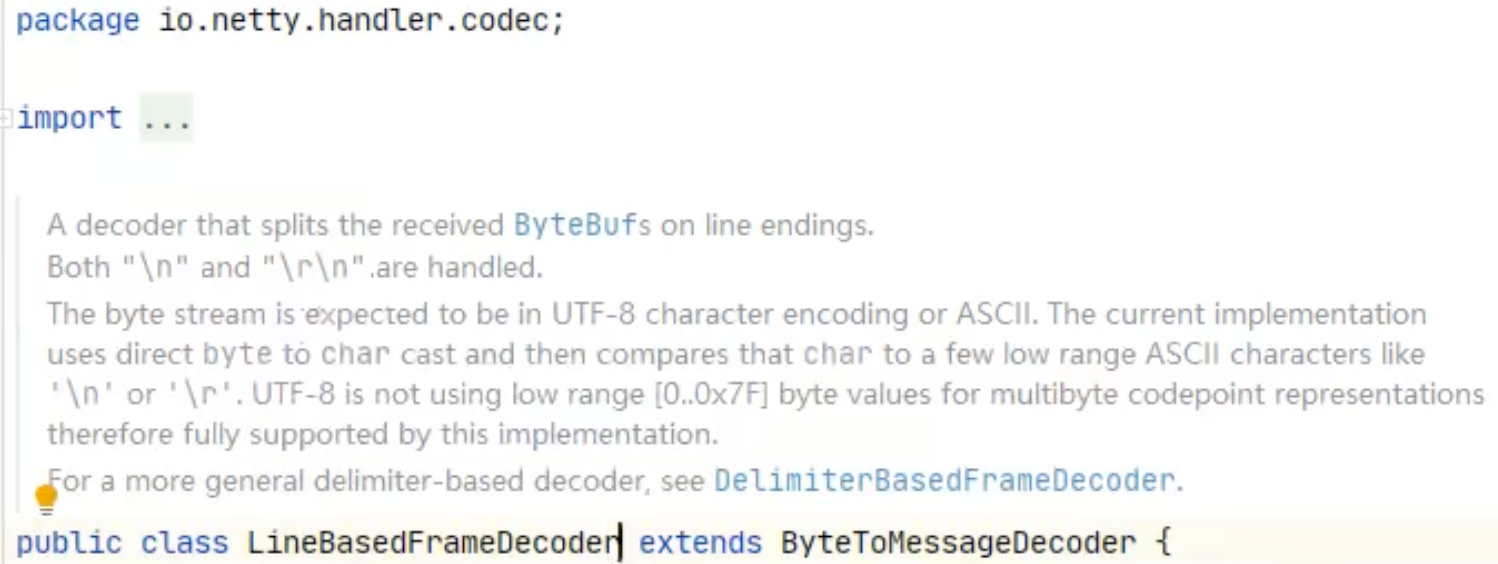 package io.netty.handler.codec;
import ...
A decoder that splits the received ByteBufs on line endings.
Both "\n" and "\r\n".are handled.
The byte stream is expected to be in UTF-8 character encoding or ASCII. The current implementation
uses direct byte to char cast and then compares that char to a few low range ASCII characters like
'\n' or '\r'. UTF-8 is not using low range [0..0x7F] byte values for multibyte codepoint representations
therefore fully supported by this implementation.
For a more general delimiter-based decoder, see DelimiterBasedFrameDecoder.
public class LineBasedFrameDecoder extends ByteToMessageDecoder {